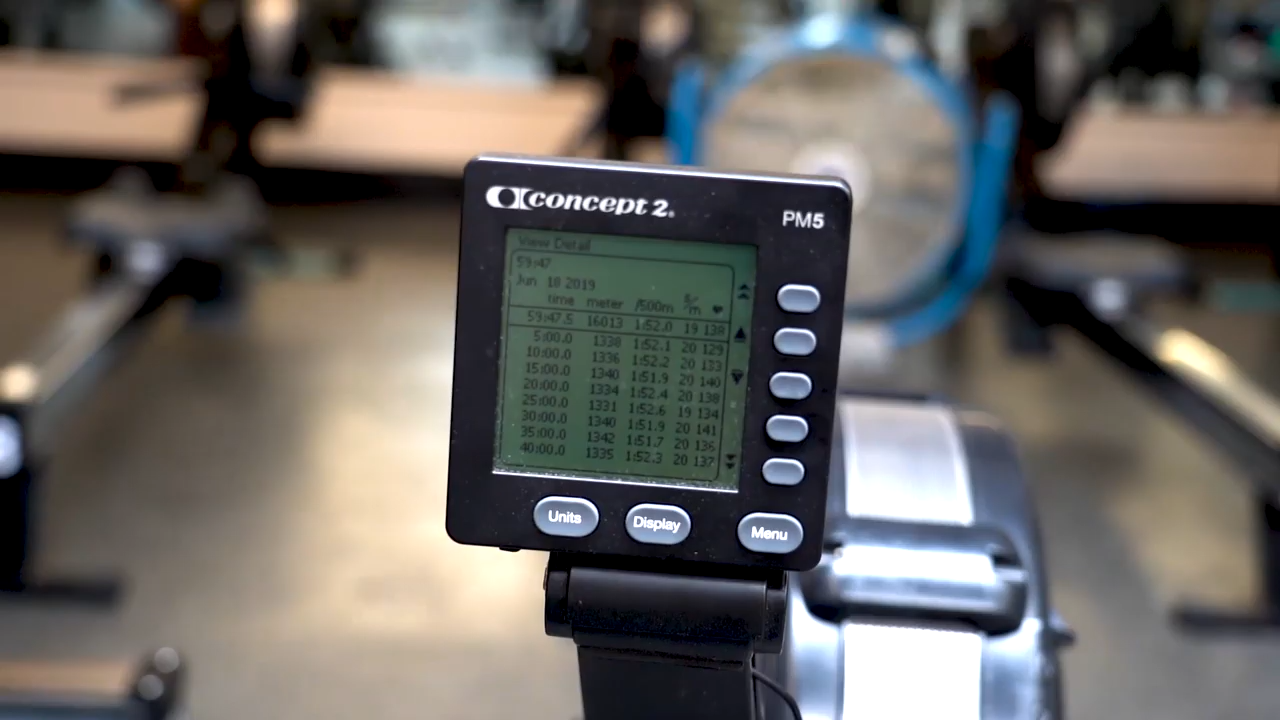 concept 2
PM5
View Detail
59:47
Jun 18 2019
time meter /500m s/m ♥
59:47.5 16013 1:52.0 19 138
5:00.0 1338 1:52.1 20 129
10:00.0 1336 1:52.2 20 133
15:00.0 1340 1:51.9 20 140
20:00.0 1334 1:52.4 20 138
25:00.0 1331 1:52.6 19 134
30:00.0 1340 1:51.9 20 141
35:00.0 1342 1:51.7 20 136
40:00.0 1335 1:52.3 20 137
Units
Display
Menu